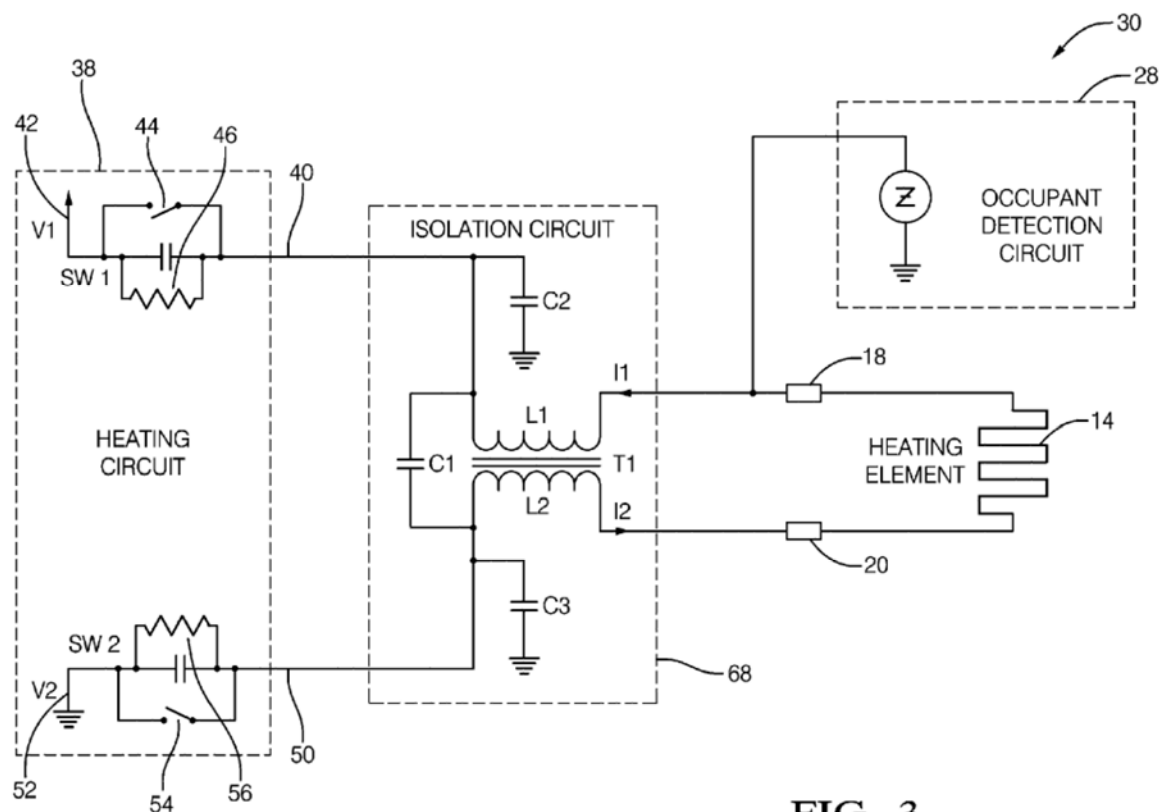 30
28
38
42
44
46
40
V1
SW 1
ISOLATION CIRCUIT
C2
Z
OCCUPANT
DETECTION
CIRCUIT
18
I1
HEATING
CIRCUIT
C1
L1
T1
L2
HEATING
ELEMENT
14
I2
20
C3
SW 2
V2
68
50
52
54
56
FIG. 3